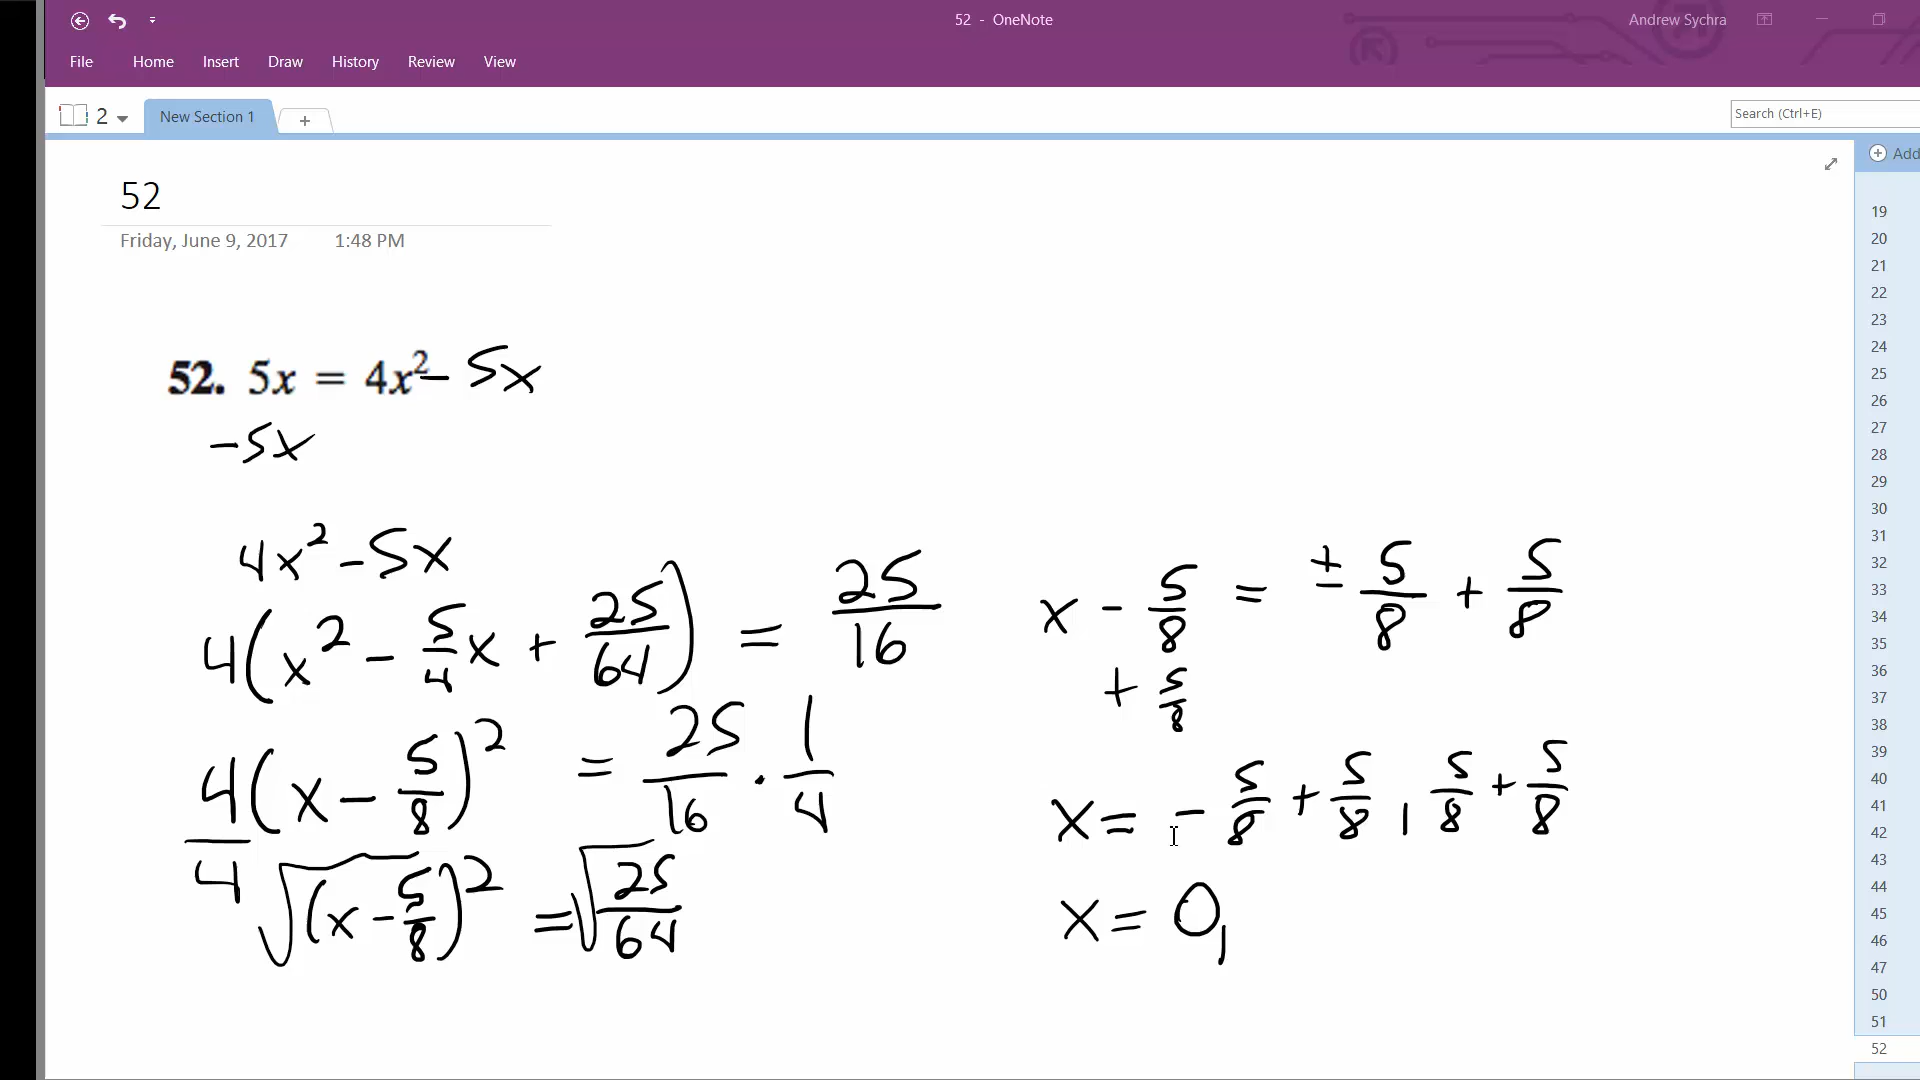 52 - OneNote
Andrew Sychra
File Home Insert Draw History Review View
2 New Section 1 +
Search (Ctrl+E)
Add
52
Friday, June 9, 2017 1:48 PM
52. 5x = 4x² - 5x
-5x
4x² - 5x
4(x² - 5/4 x + 25/64) = 25/16
4(x - 5/8)² / 4 = 25/16 · 1/4
√(x - 5/8)² = √25/64
x - 5/8 = ± 5/8 + 5/8
+ 5/8
x = - 5/8 + 5/8 , 5/8 + 5/8
x = 0,
19
20
21
22
23
24
25
26
27
28
29
30
31
32
33
34
35
36
37
38
39
40
41
42
43
44
45
46
47
50
51
52